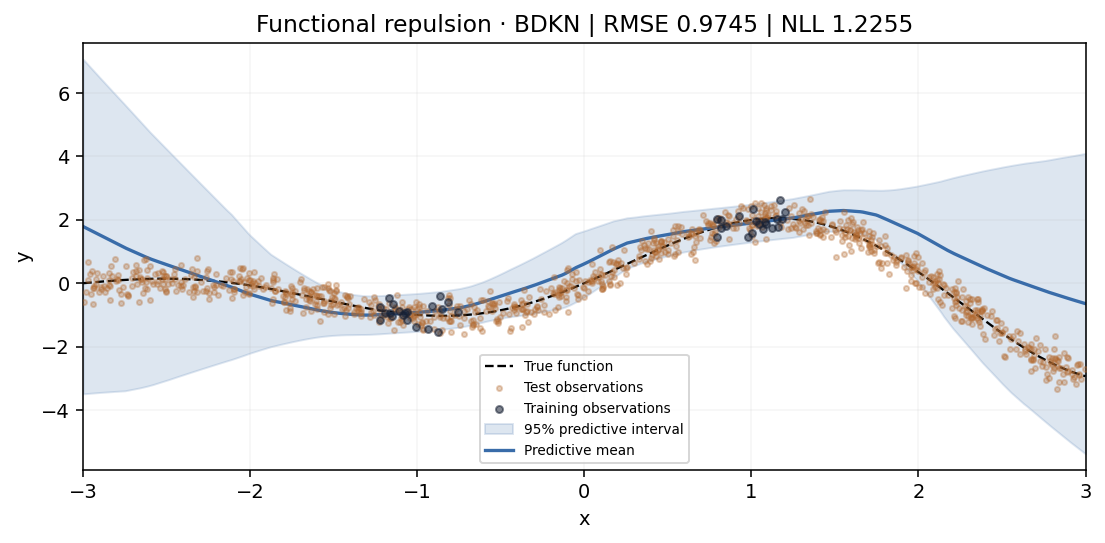 Functional repulsion · BDKN | RMSE 0.9745 | NLL 1.2255
y
6
4
2
0
−2
−4
True function
Test observations
Training observations
95% predictive interval
Predictive mean
−3
−2
−1
0
1
2
3
x